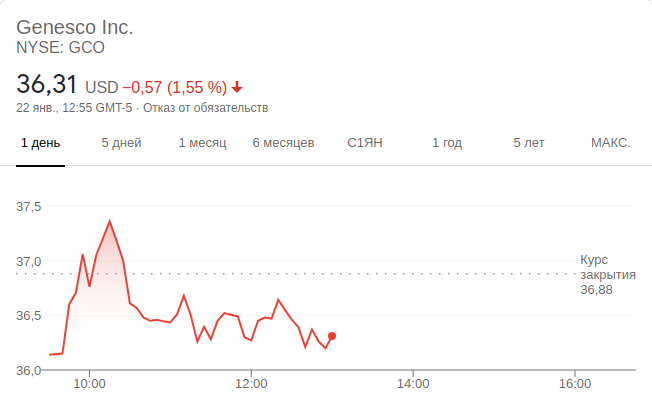 Genesco Inc.
NYSE: GCO
36,31 USD −0,57 (1,55 %)
22 янв., 12:55 GMT-5 · Отказ от обязательств
1 день 5 дней 1 месяц 6 месяцев С1ЯН 1 год 5 лет МАКС.
37,5
37,0
36,5
36,0
Курс
закрытия
36,88
10:00 12:00 14:00 16:00